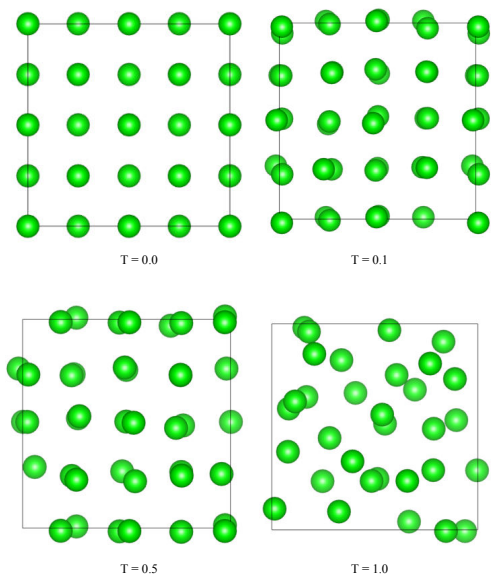 T = 0.0
T = 0.1
T = 0.5
T = 1.0